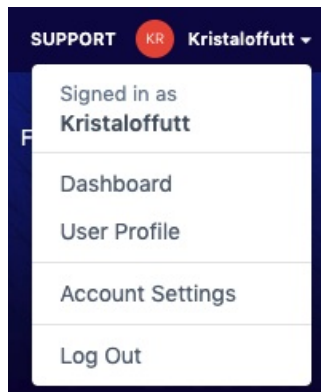 SUPPORT KR Kristaloffutt
Signed in as
Kristaloffutt
F
Dashboard
User Profile
Account Settings
Log Out